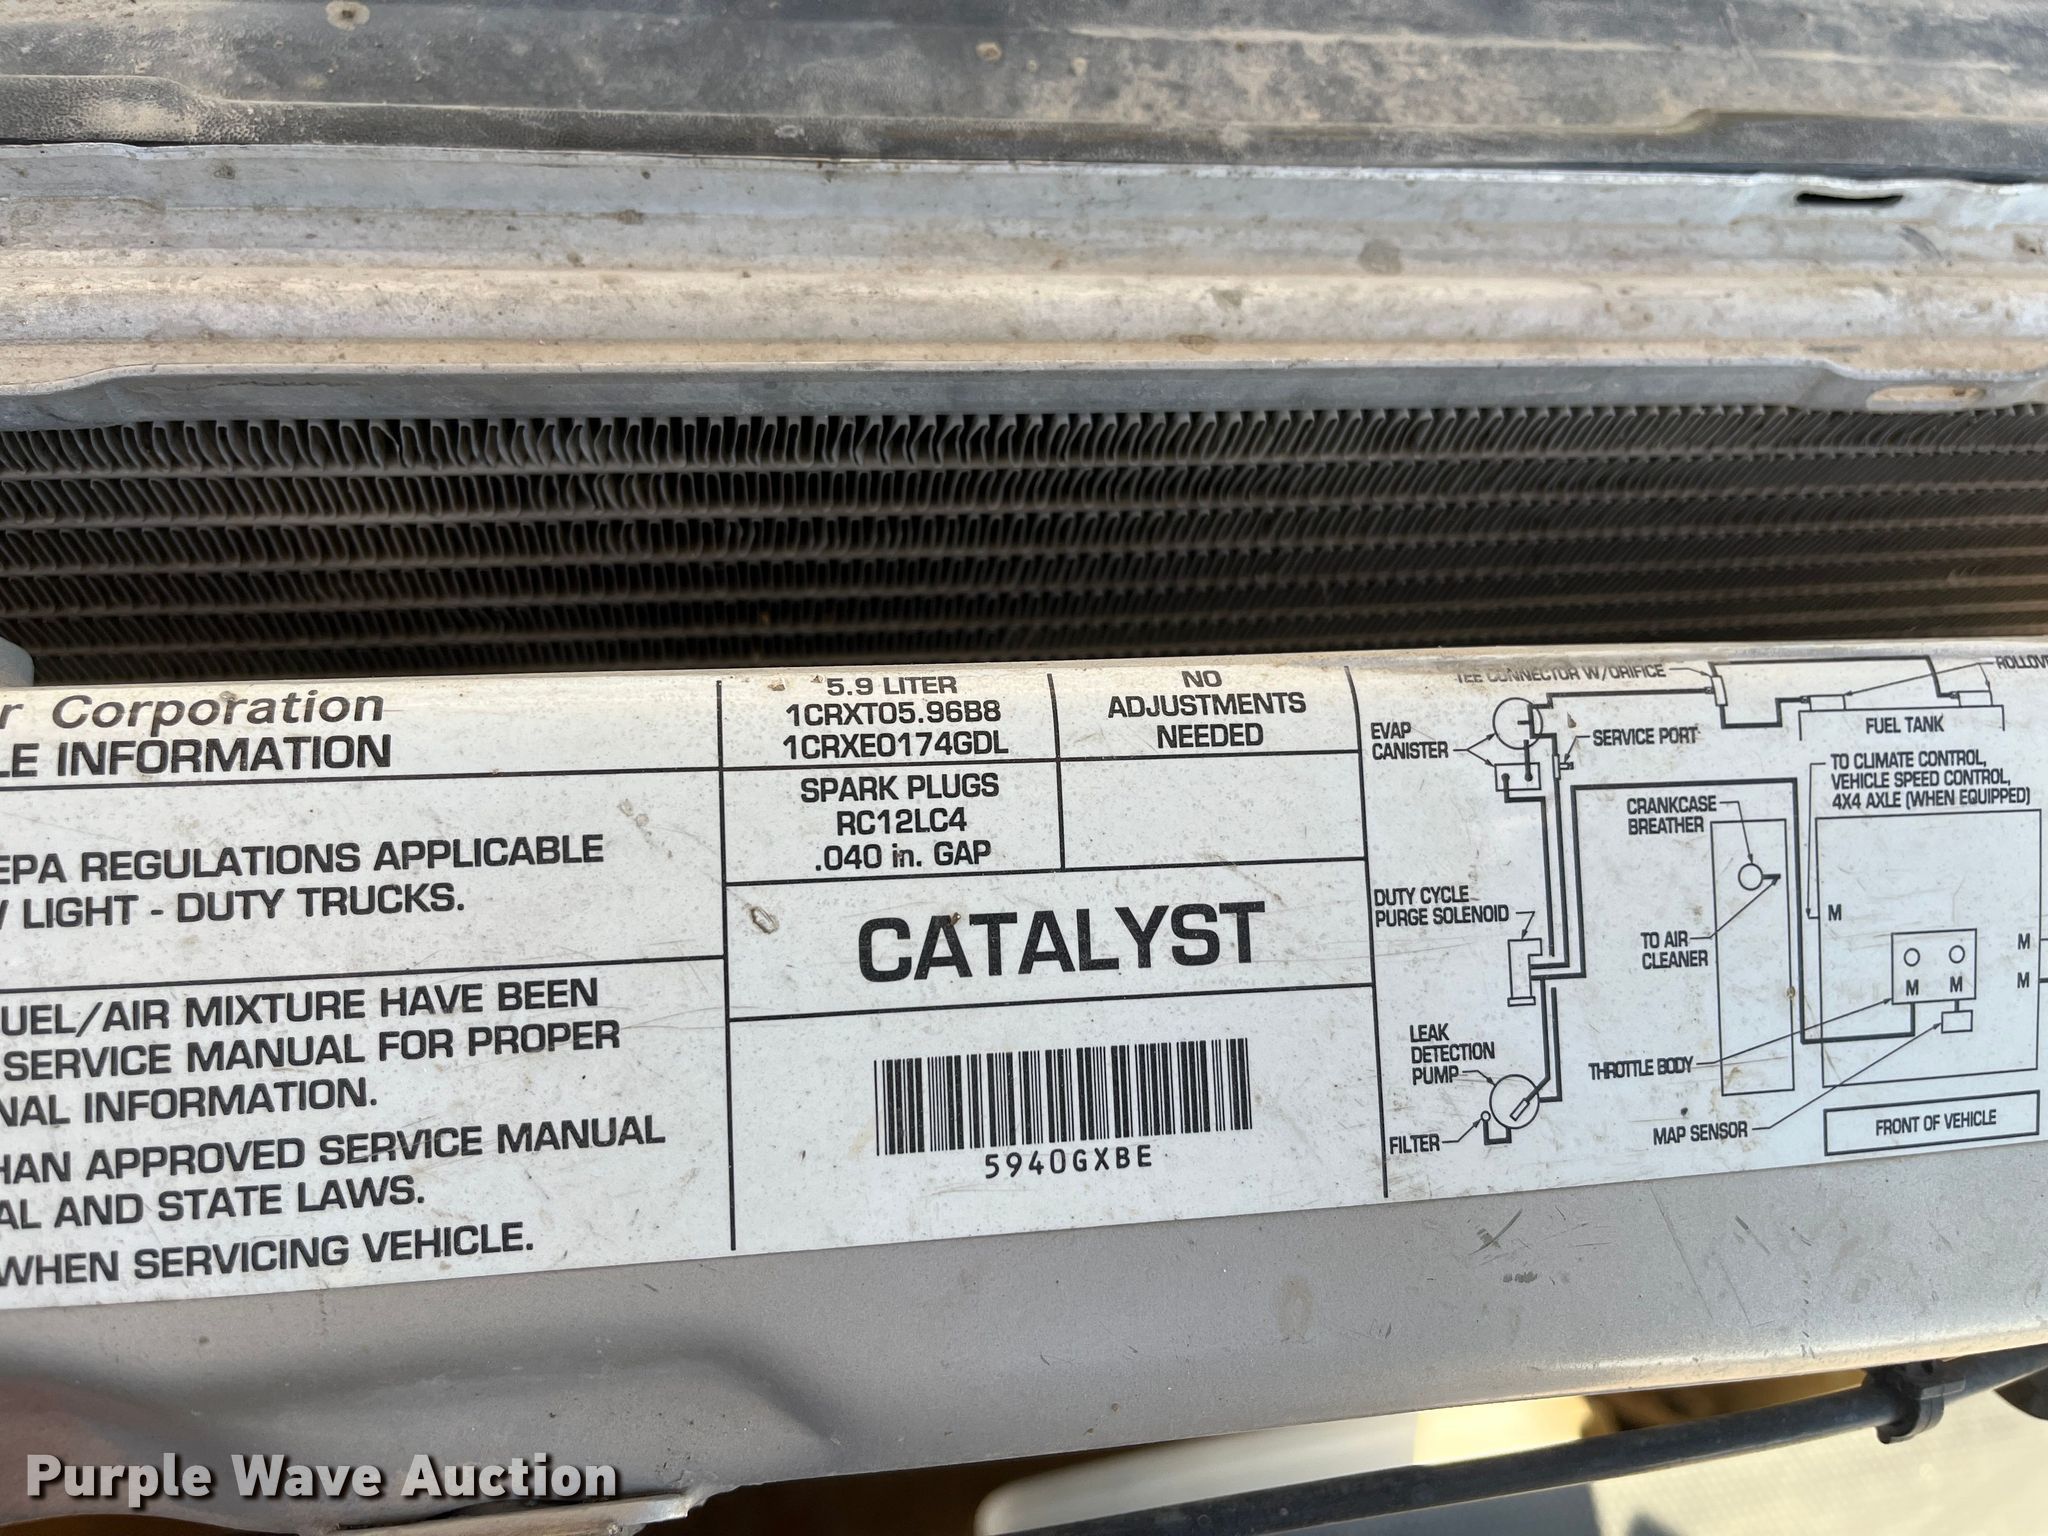 r Corporation
LE INFORMATION
EPA REGULATIONS APPLICABLE
LIGHT - DUTY TRUCKS.
UEL/AIR MIXTURE HAVE BEEN
SERVICE MANUAL FOR PROPER
NAL INFORMATION.
HAN APPROVED SERVICE MANUAL
AL AND STATE LAWS.
WHEN SERVICING VEHICLE.
5.9 LITER
1CRXT05.96B8
1CRXE0174GDL
NO
ADJUSTMENTS
NEEDED
SPARK PLUGS
RC12LC4
.040 in. GAP
CATALYST
5940GXBE
TEE CONNECTOR W/ORIFICE
ROLLOVE
EVAP
CANISTER
SERVICE PORT
FUEL TANK
TO CLIMATE CONTROL,
VEHICLE SPEED CONTROL,
4X4 AXLE (WHEN EQUIPPED)
CRANKCASE
BREATHER
DUTY CYCLE
PURGE SOLENOID
M
TO AIR
CLEANER
M
M M
M
LEAK
DETECTION
PUMP
THROTTLE BODY
FILTER
MAP SENSOR
FRONT OF VEHICLE
Purple Wave Auction